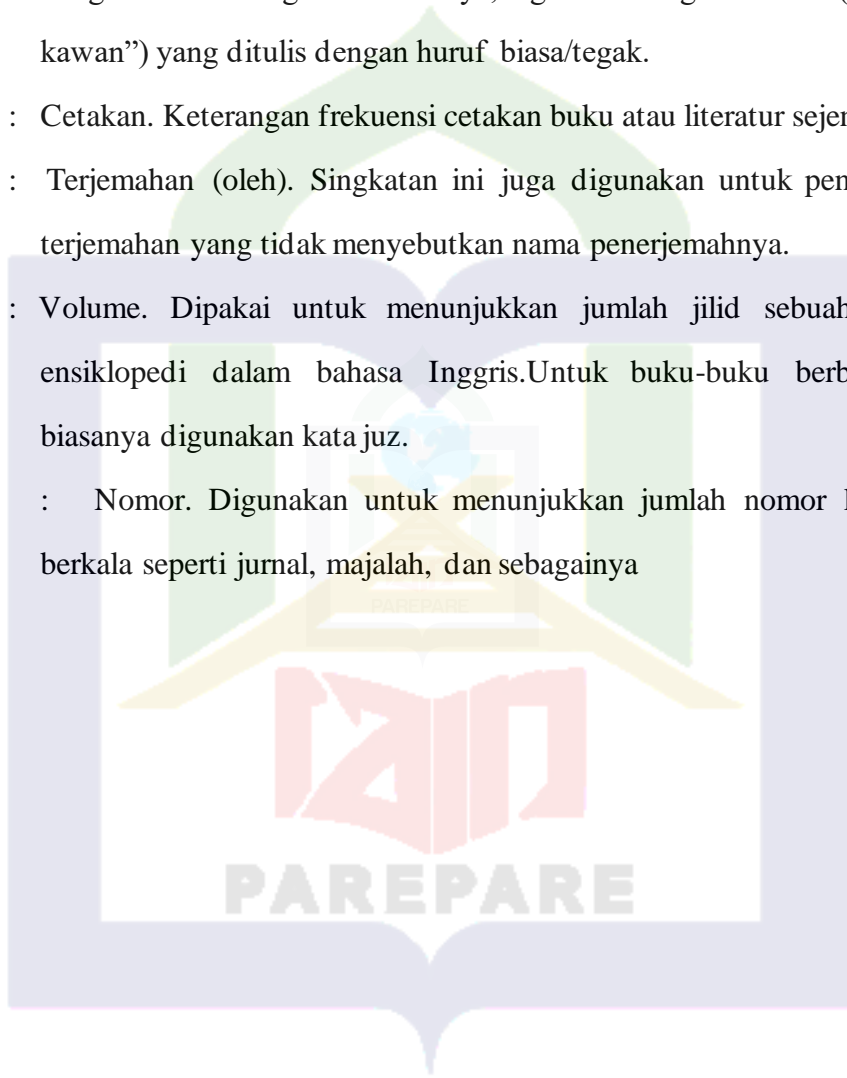 kawan”) yang ditulis dengan huruf biasa/tegak.
: Cetakan. Keterangan frekuensi cetakan buku atau literatur
: Terjemahan (oleh). Singkatan ini juga digunakan untuk
terjemahan yang tidak menyebutkan nama penerjemahnya.
: Volume. Dipakai untuk menunjukkan jumlah jilid sebuah
ensiklopedi dalam bahasa Inggris.Untuk buku-buku
biasanya digunakan kata juz.
: Nomor. Digunakan untuk menunjukkan jumlah nomor
berkala seperti jurnal, majalah, dan sebagainya
PAREPARE
iain
PAREPARE